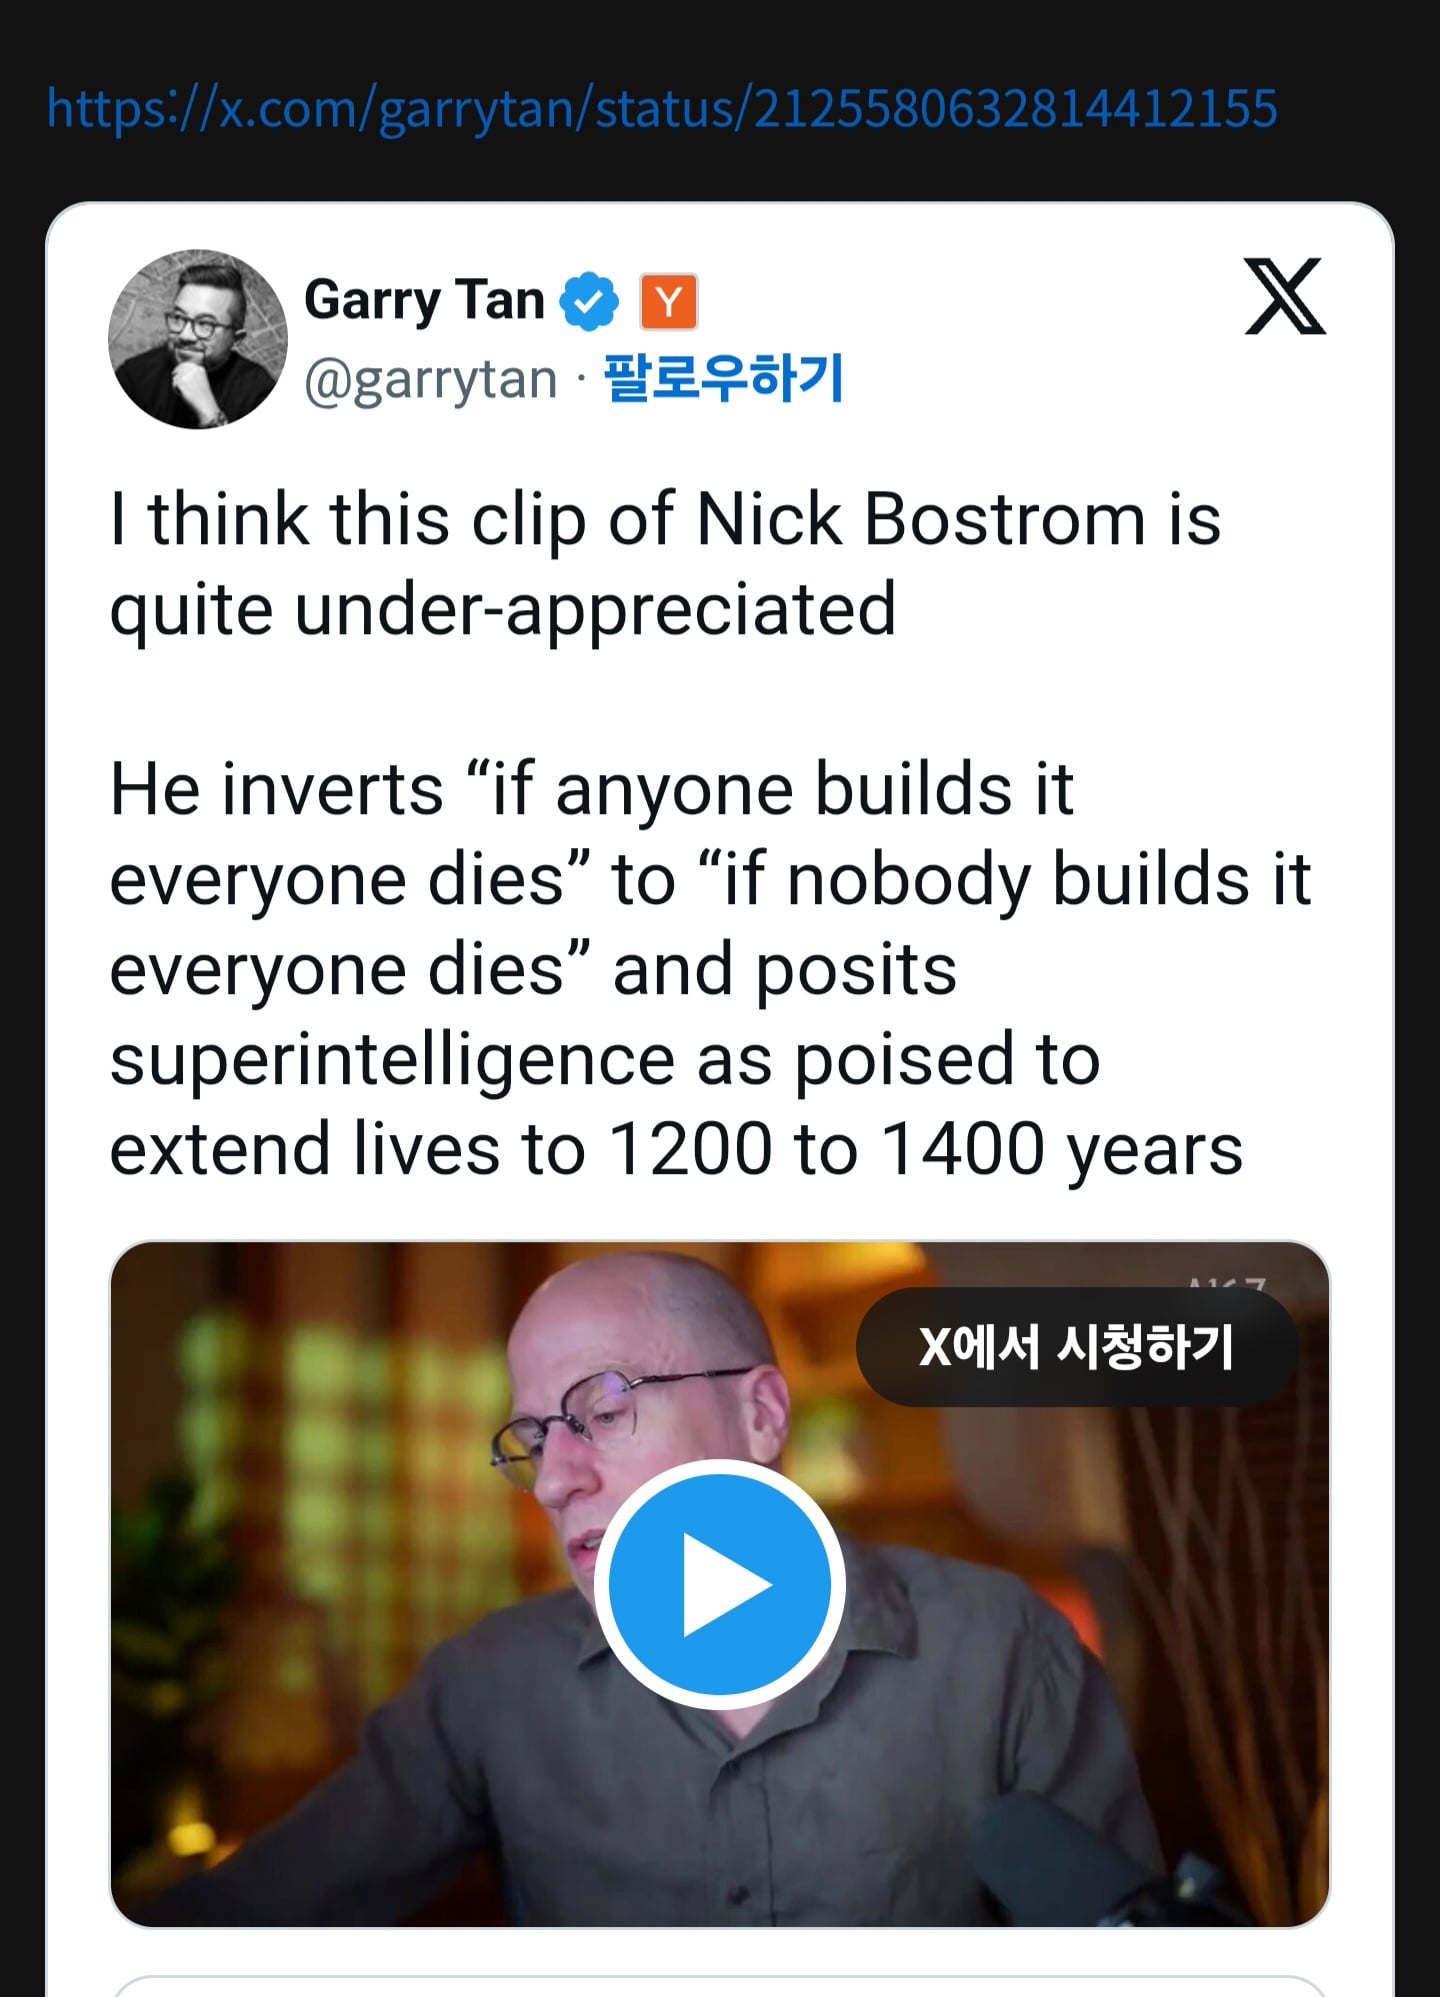 https://x.com/garrytan/status/2125580632814412155
Garry Tan
Y
@garrytan · 팔로우하기
X
I think this clip of Nick Bostrom is
quite under-appreciated
He inverts “if anyone builds it
everyone dies” to “if nobody builds it
everyone dies” and posits
superintelligence as poised to
extend lives to 1200 to 1400 years
X에서 시청하기